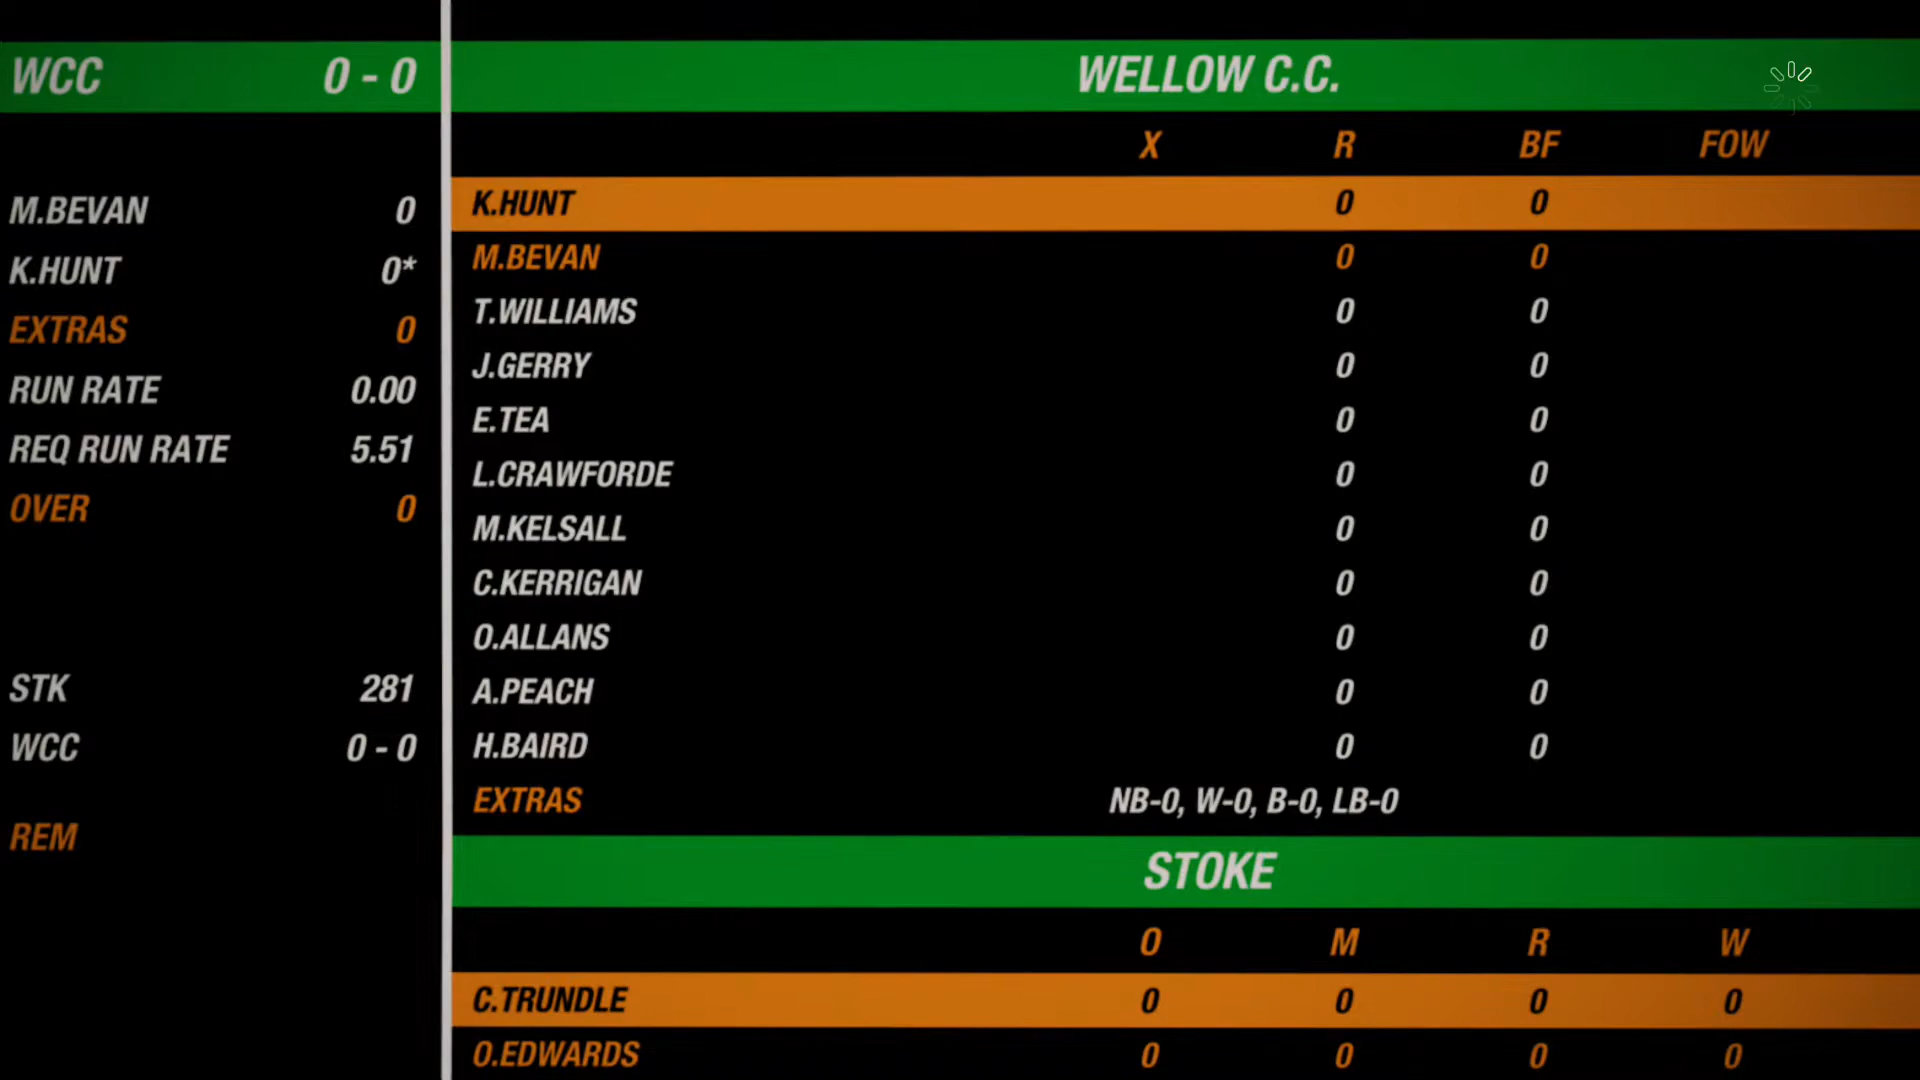 WCC 0 - 0
M.BEVAN 0
K.HUNT 0*
EXTRAS 0
RUN RATE 0.00
REQ RUN RATE 5.51
OVER 0
STK 281
WCC 0 - 0
REM
WELLOW C.C.
X R BF FOW
K.HUNT 0 0
M.BEVAN 0 0
T.WILLIAMS 0 0
J.GERRY 0 0
E.TEA 0 0
L.CRAWFORDE 0 0
M.KELSALL 0 0
C.KERRIGAN 0 0
O.ALLANS 0 0
A.PEACH 0 0
H.BAIRD 0 0
EXTRAS NB-0, W-0, B-0, LB-0
STOKE
O M R W
C.TRUNDLE 0 0 0 0
O.EDWARDS 0 0 0 0